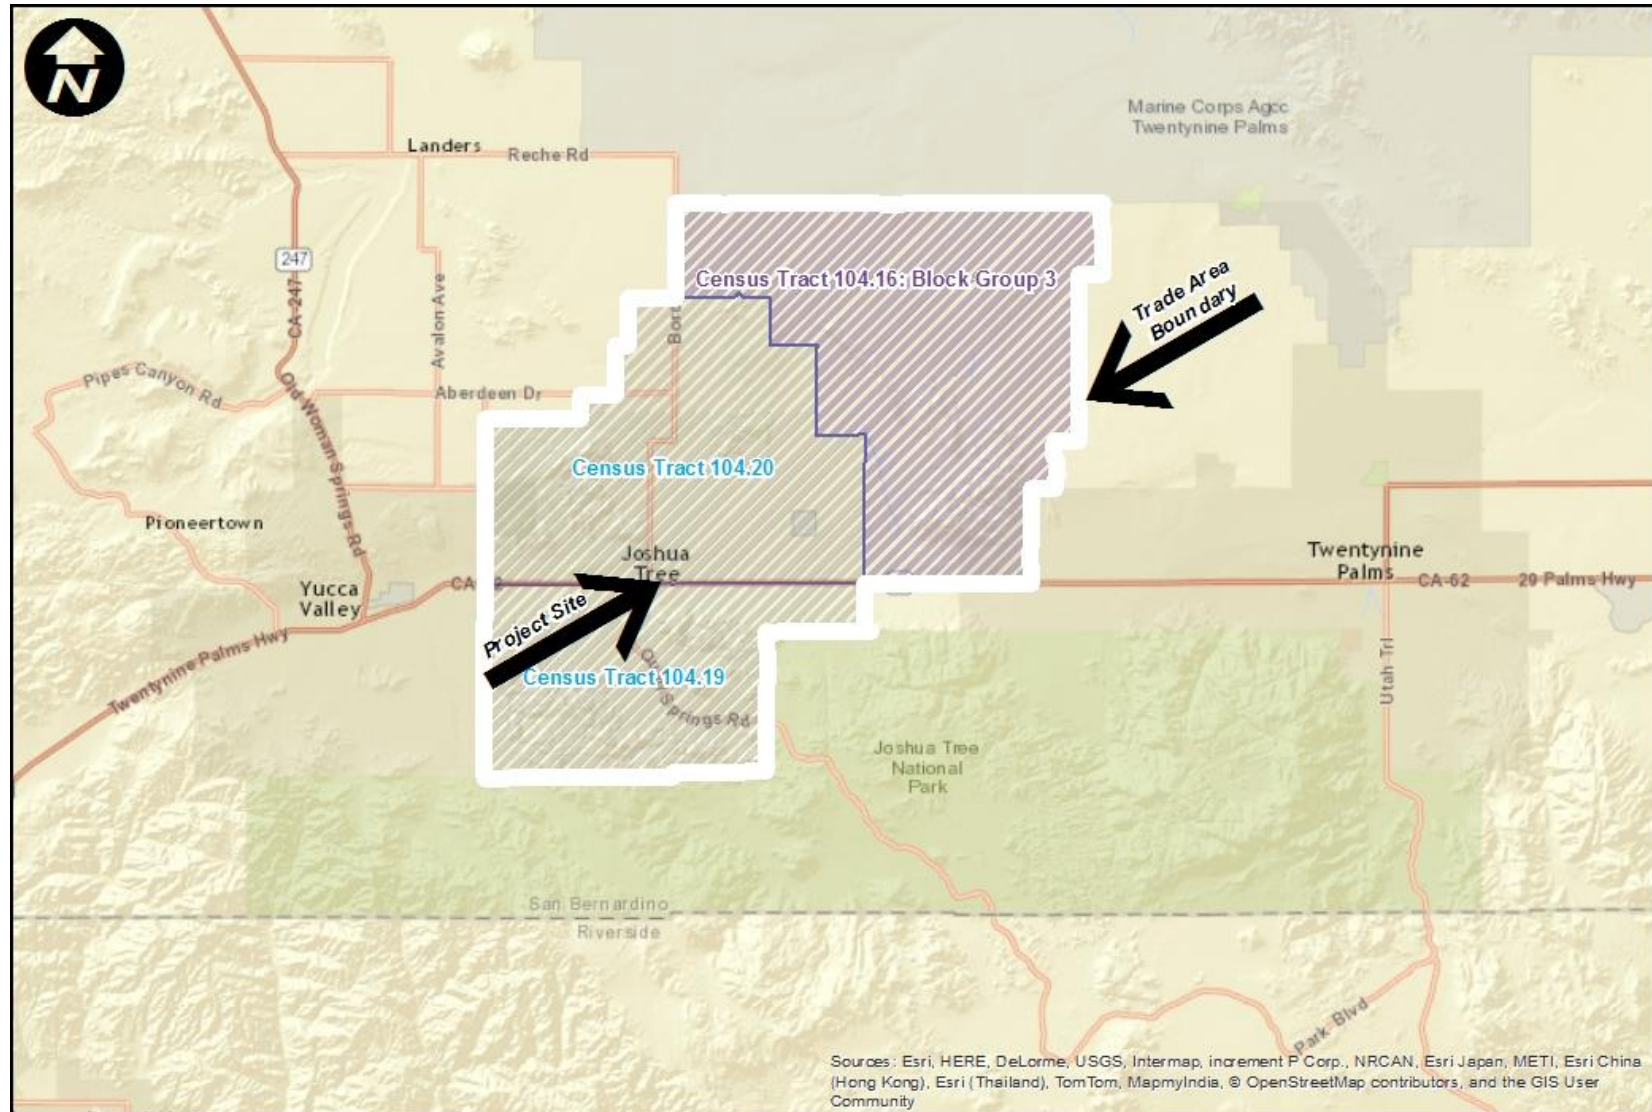 N
Marine Corps Agcc
Twentynine Palms
Landers
Reche Rd
247
CA-247
Census Tract 104.16: Block Group 3
Trade Area
Boundary
Avalon Ave
Pipes Canyon Rd
Aberdeen Dr
Old Woman Springs Rd
Census Tract 104.20
Pioneertown
Joshua
Tree
Twentynine
Palms
CA-62
29 Palms Hwy
Yucca
Valley
Project Site
Twentynine Palms Hwy
Census Tract 104.19
Springs Rd
Utah Trl
Joshua Tree
National
Park
San Bernardino
Riverside
Park Blvd
Sources: Esri, HERE, DeLorme, USGS, Intermap, increment P Corp., NRCAN, Esri Japan, METI, Esri China
(Hong Kong), Esri (Thailand), TomTom, MapmyIndia, © OpenStreetMap contributors, and the GIS User
Community